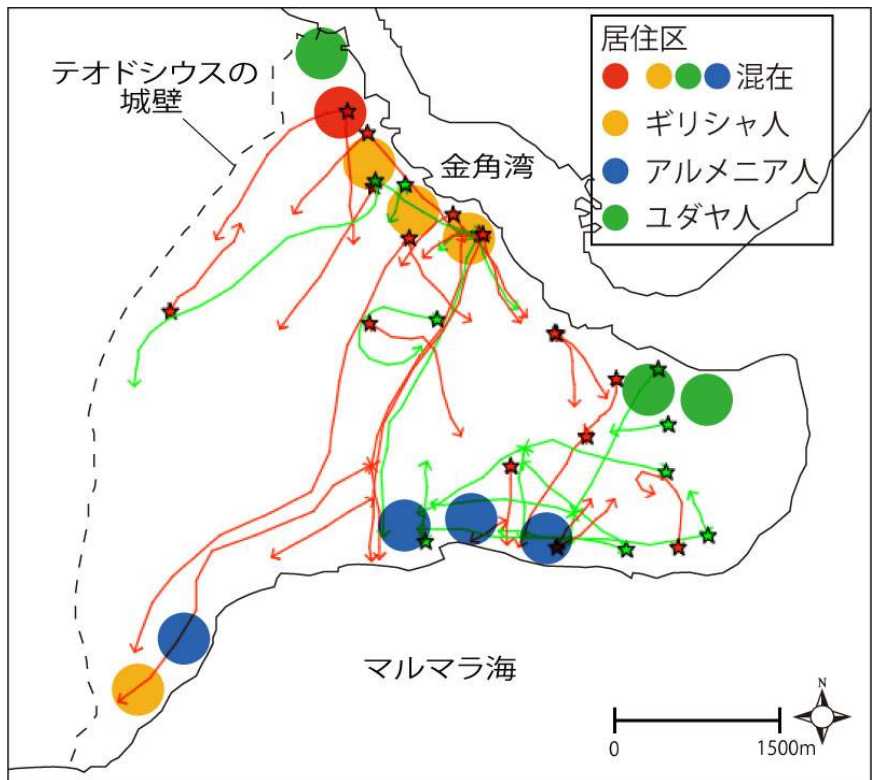 テオドシウスの
城壁
金角湾
居住区
混在
ギリシャ人
アルメニア人
ユダヤ人
マルマラ海
N
0 1500m